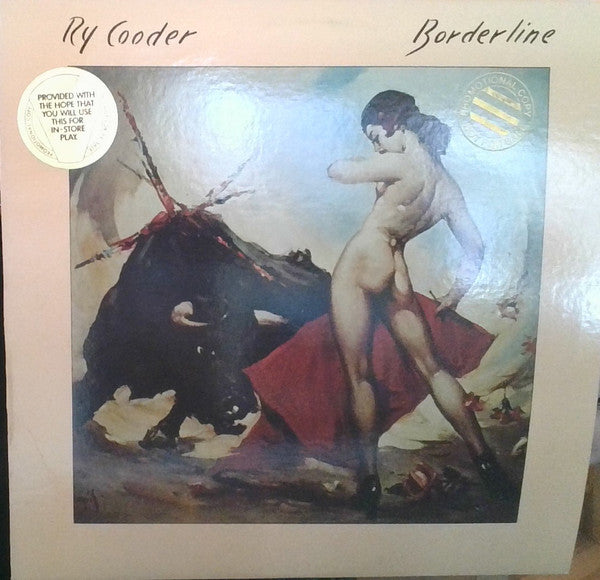 Ry Cooder
Borderline
PROVIDED WITH
THE HOPE THAT
YOU WILL USE
THIS FOR
IN-STORE
PLAY.
PROMOTIONAL COPY